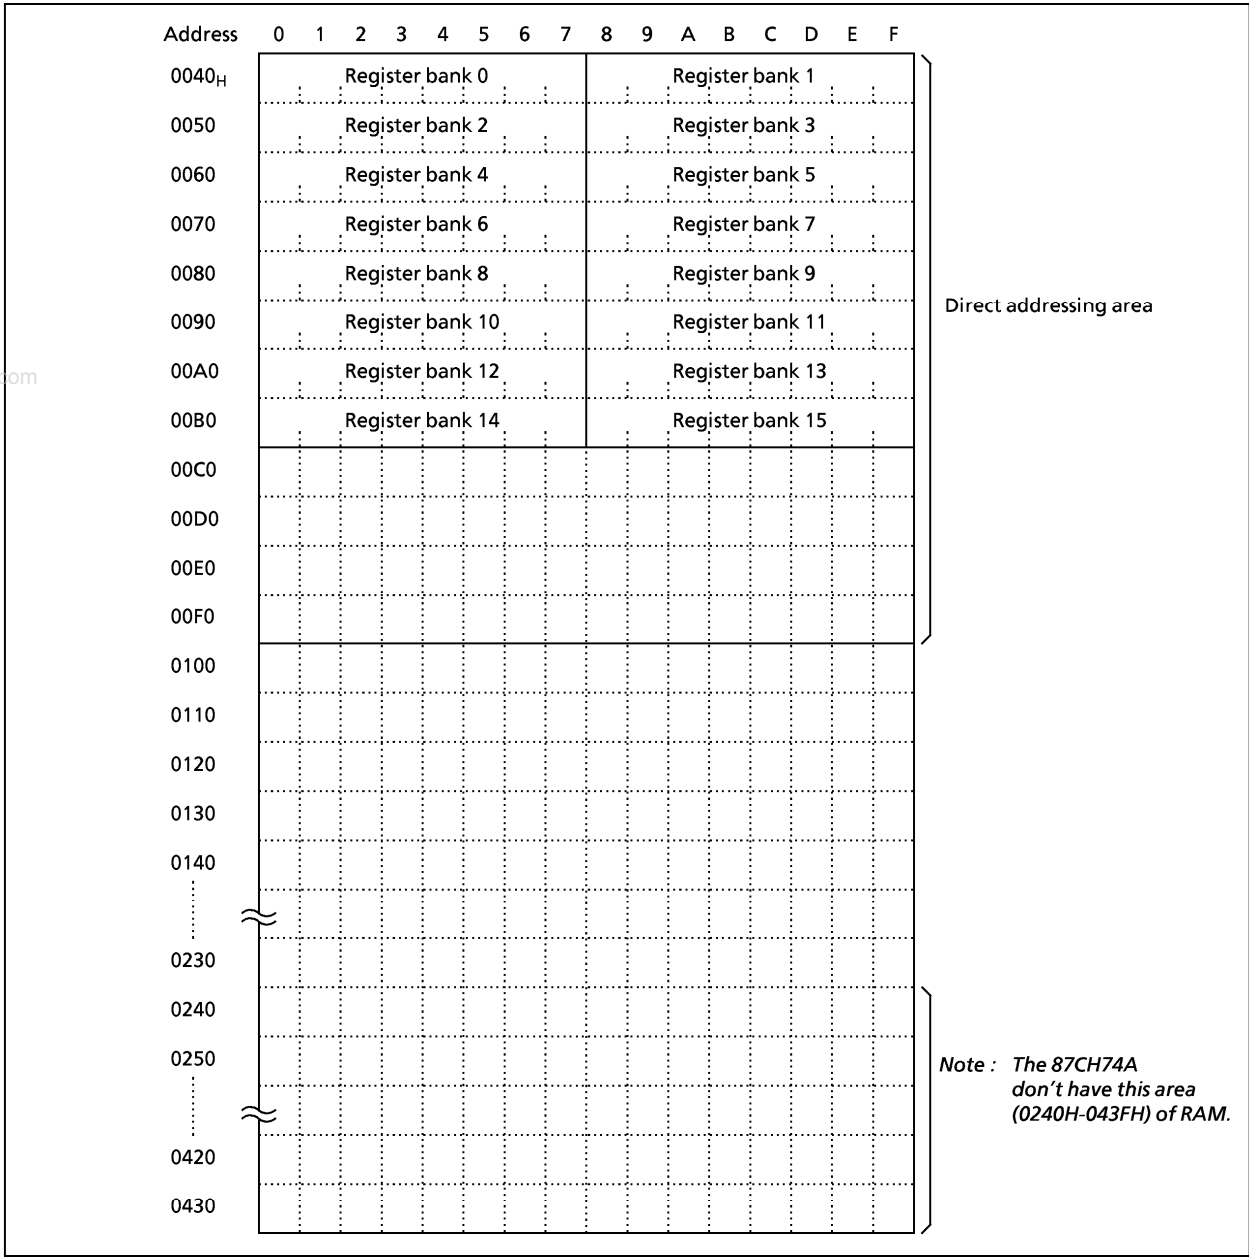 Address 0 1 2 3 4 5 6 7 8 9 A B C D E F
0040H Register bank 0 Register bank 1
0050 Register bank 2 Register bank 3
0060 Register bank 4 Register bank 5
0070 Register bank 6 Register bank 7
0080 Register bank 8 Register bank 9
Direct addressing area
0090 Register bank 10 Register bank 11
.com
00A0 Register bank 12 Register bank 13
00B0 Register bank 14 Register bank 15
00C0
00D0
00E0
00F0
0100
0110
0120
0130
0140
0230
0240
0250
Note : The 87CH74A
don't have this area
(0240H-043FH) of RAM.
0420
0430